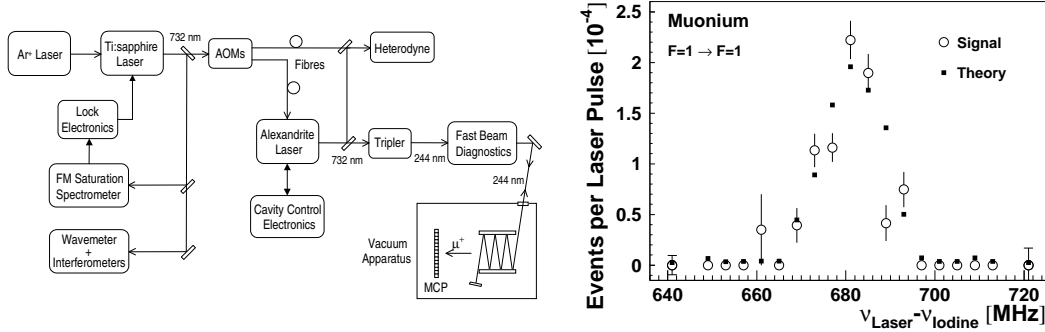 Ar+ Laser
Ti:sapphire
Laser
732 nm
AOMs
Fibres
Heterodyne
Lock
Electronics
Alexandrite
Laser
732 nm
Tripler
244 nm
Fast Beam
Diagnostics
244 nm
FM Saturation
Spectrometer
Cavity Control
Electronics
Wavemeter
+
Interferometers
Vacuum
Apparatus
μ+
MCP
Events per Laser Pulse [10-4]
2.5
2
1.5
1
0.5
0
Muonium
F=1 → F=1
Signal
Theory
640 660 680 700 720
νLaser-νIodine [MHz]